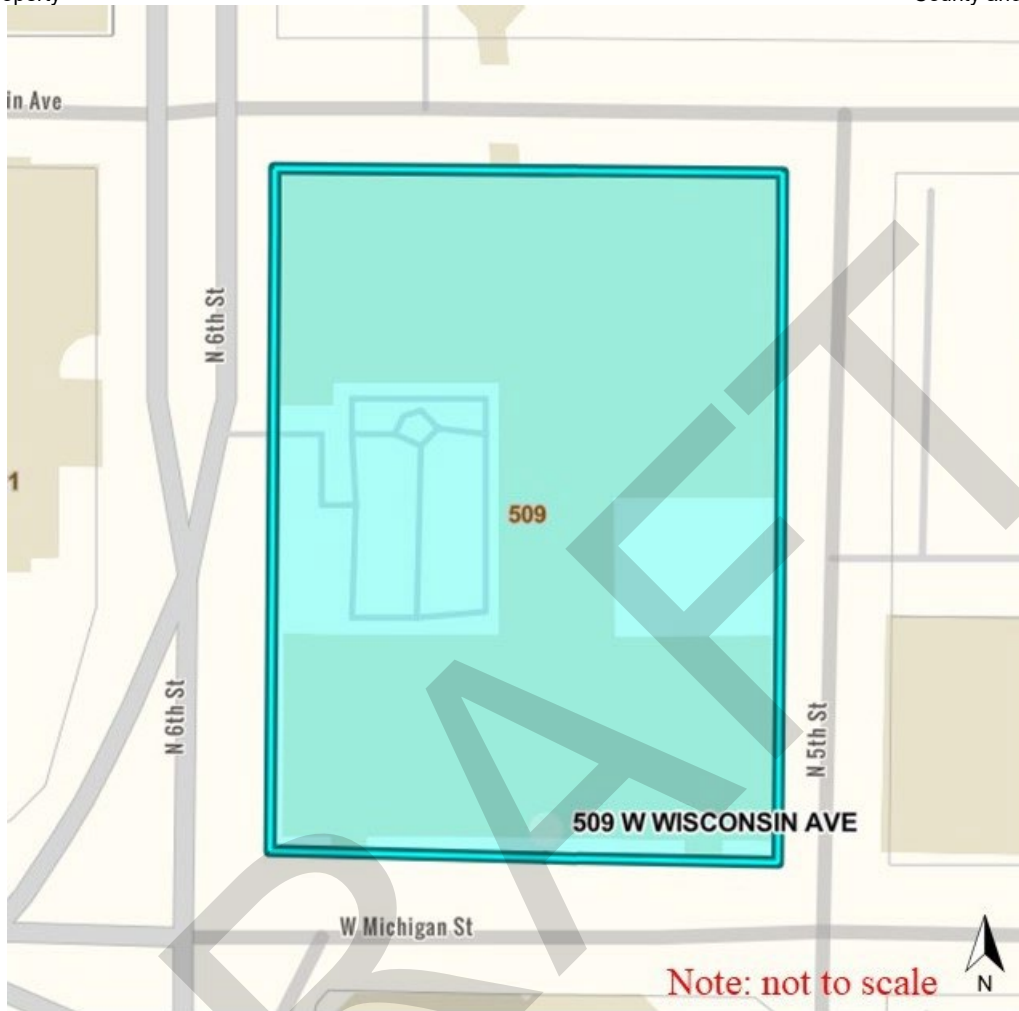 in Ave
N 6th St
1
509
N 6th St
N 5th St
509 W WISCONSIN AVE
W Michigan St
Note: not to scale
N
RAFT